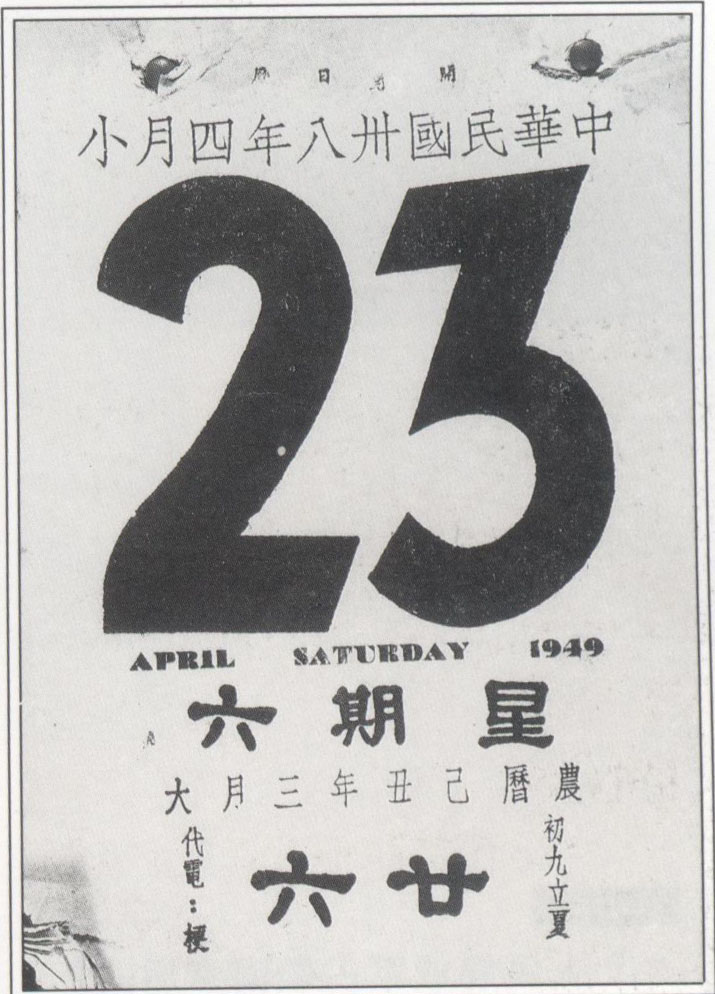 中華民國卅八年四月小
23
APRIL SATURDAY 1949
星期六
農曆己丑年三月大
初九立夏
廿六
代電：梗